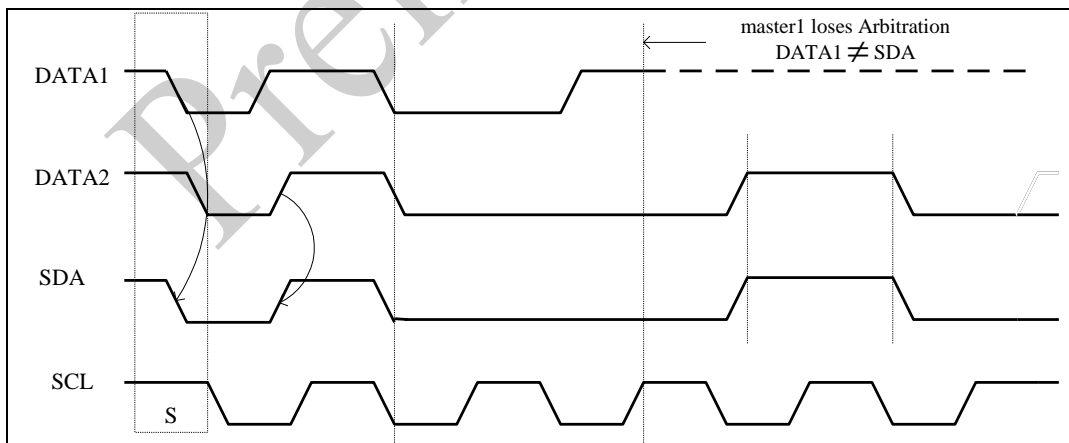 master1 loses Arbitration
DATA1 ≠ SDA
DATA1
DATA2
SDA
SCL
S